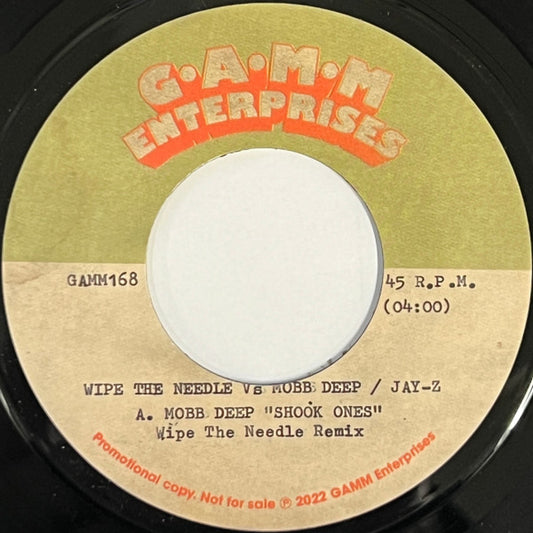 G·A·M·M
ENTERPRISES
GAMM168
45 R.P.M.
(04:00)
WIPE THE NEEDLE Vs MOBB DEEP / JAY-Z
A. MOBB DEEP "SHOOK ONES"
Wipe The Needle Remix
Promotional copy. Not for sale ℗ 2022 GAMM Enterprises